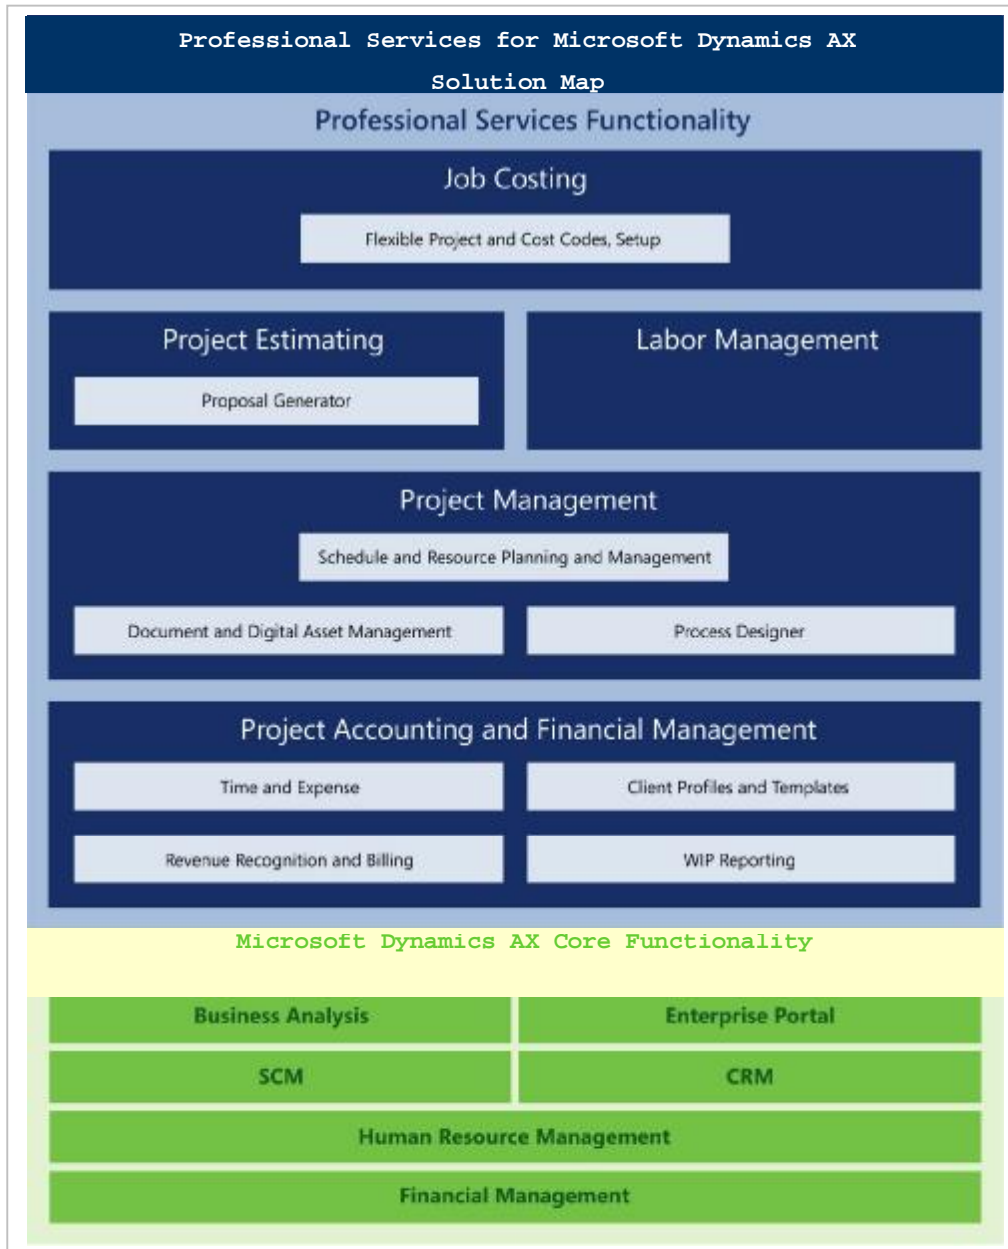 Professional Services for Microsoft Dynamics AX
Solution Map
Professional Services Functionality
Job Costing
Flexible Project and Cost Codes, Setup
Project Estimating
Proposal Generator
Labor Management
Project Management
Schedule and Resource Planning and Management
Document and Digital Asset Management
Process Designer
Project Accounting and Financial Management
Time and Expense
Client Profiles and Templates
Revenue Recognition and Billing
WIP Reporting
Microsoft Dynamics AX Core Functionality
Business Analysis
Enterprise Portal
SCM
CRM
Human Resource Management
Financial Management